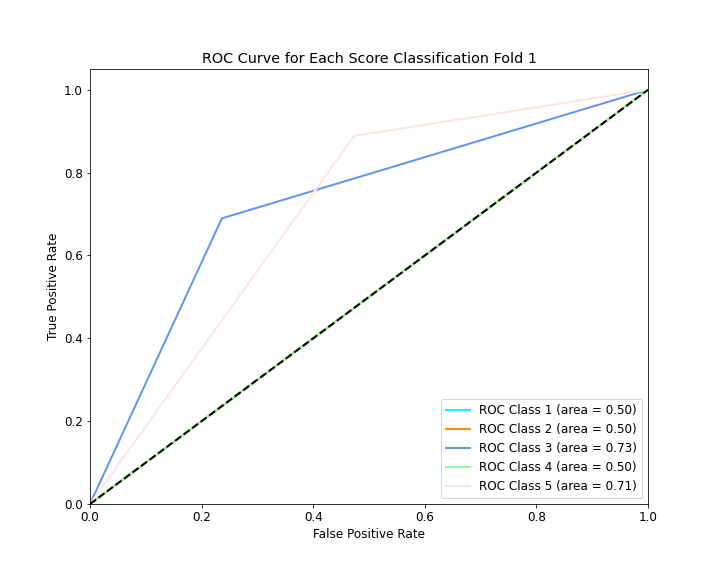 ROC Curve for Each Score Classification Fold 1
True Positive Rate
1.0
0.8
0.6
0.4
0.2
0.0
0.0 0.2 0.4 0.6 0.8 1.0
False Positive Rate
ROC Class 1 (area = 0.50)
ROC Class 2 (area = 0.50)
ROC Class 3 (area = 0.73)
ROC Class 4 (area = 0.50)
ROC Class 5 (area = 0.71)